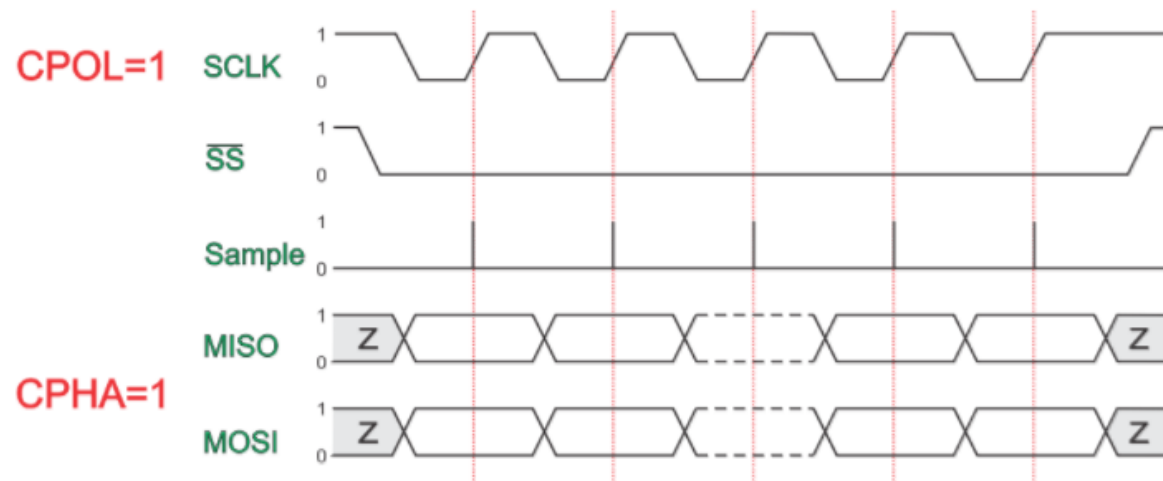 CPOL=1 SCLK 1
0
SS 1
0
Sample 1
0
MISO 1 Z Z
0
CPHA=1
MOSI 1 Z Z
0